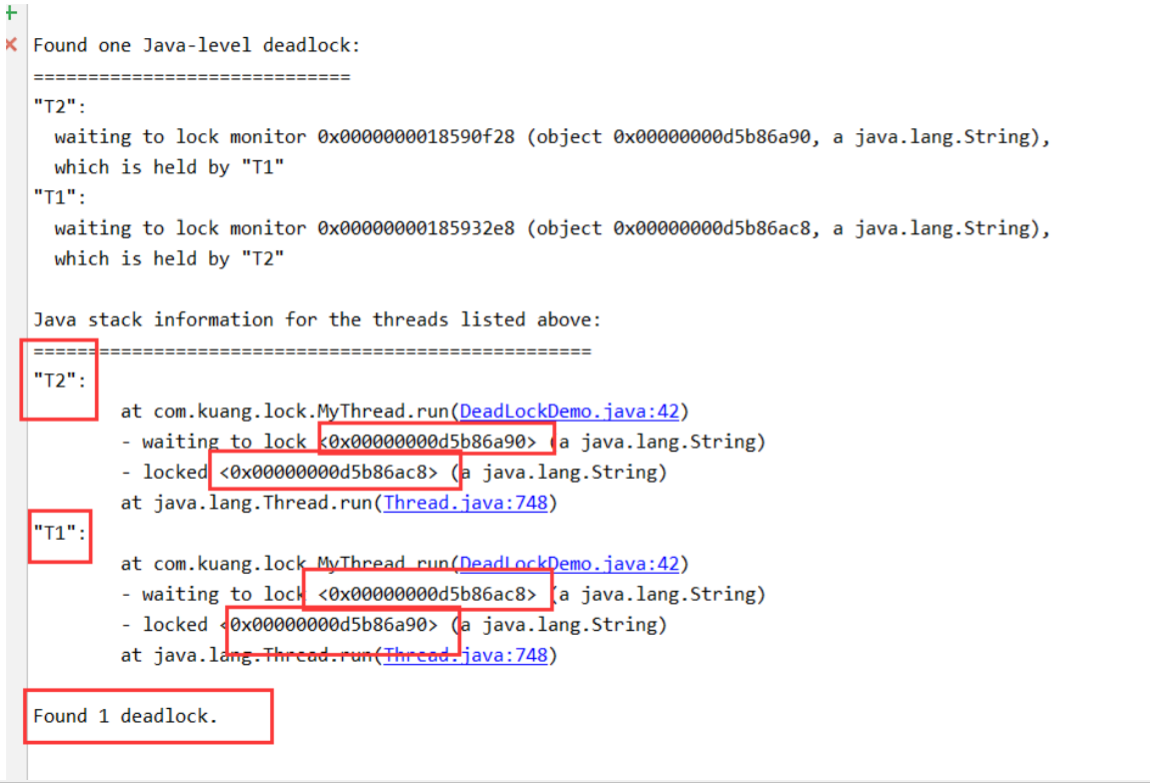 Found one Java-level deadlock:
=============================
"T2":
  waiting to lock monitor 0x0000000018590f28 (object 0x00000000d5b86a90, a java.lang.String),
  which is held by "T1"
"T1":
  waiting to lock monitor 0x00000000185932e8 (object 0x00000000d5b86ac8, a java.lang.String),
  which is held by "T2"
Java stack information for the threads listed above:
===================================================
"T2":
        at com.kuang.lock.MyThread.run(DeadLockDemo.java:42)
        - waiting to lock <0x00000000d5b86a90> (a java.lang.String)
        - locked <0x00000000d5b86ac8> (a java.lang.String)
        at java.lang.Thread.run(Thread.java:748)
"T1":
        at com.kuang.lock.MyThread.run(DeadLockDemo.java:42)
        - waiting to lock <0x00000000d5b86ac8> (a java.lang.String)
        - locked <0x00000000d5b86a90> (a java.lang.String)
        at java.lang.Thread.run(Thread.java:748)
Found 1 deadlock.